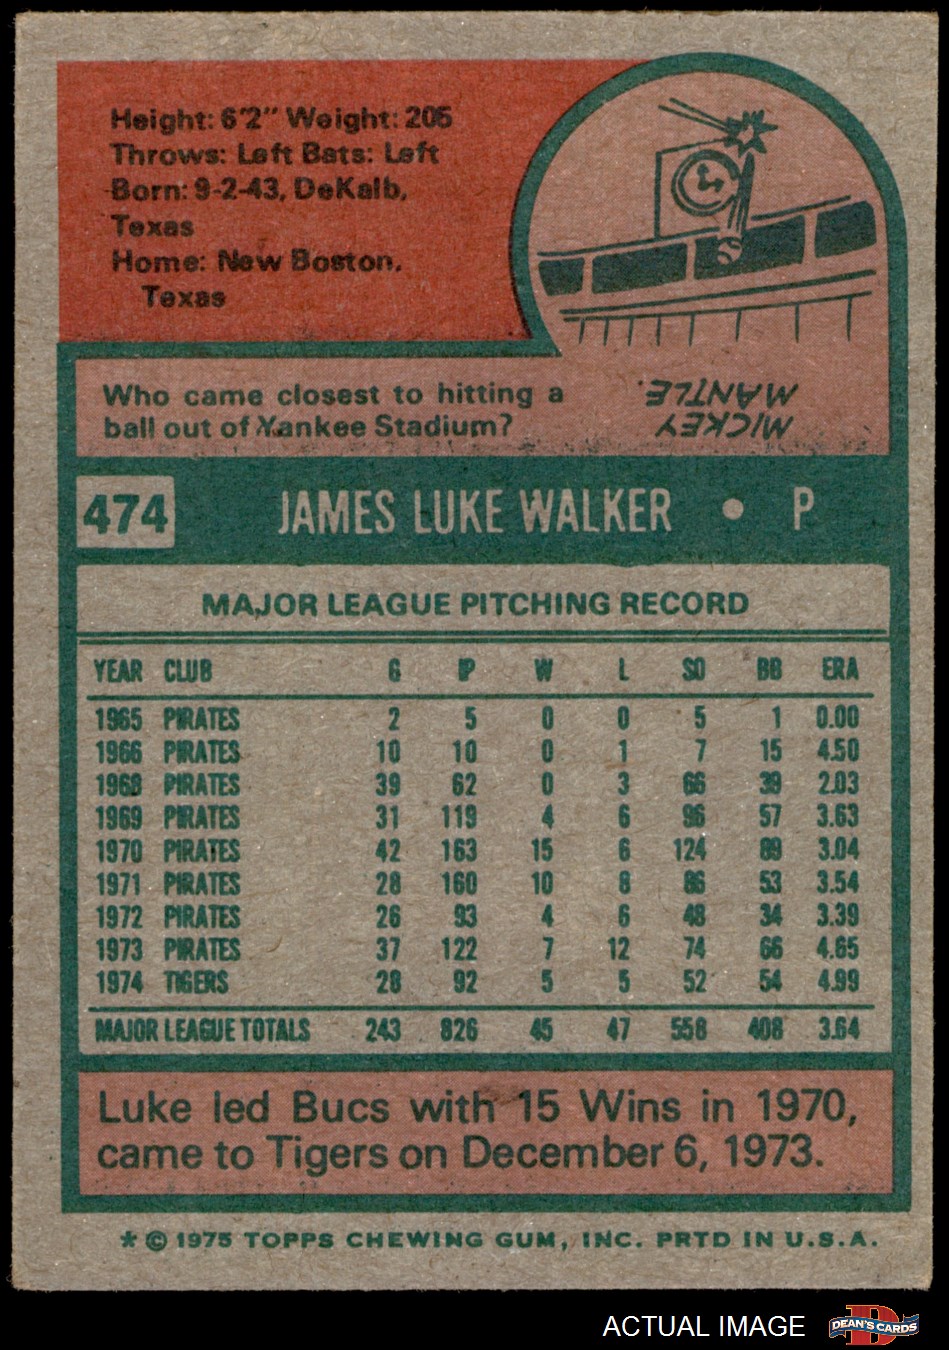 Height: 6'2" Weight: 205
Throws: Left Bats: Left
Born: 9-2-43, DeKalb,
Texas
Home: New Boston,
Texas
Who came closest to hitting a
ball out of Yankee Stadium?
MICKEY
MANTLE.
474 JAMES LUKE WALKER • P
MAJOR LEAGUE PITCHING RECORD
YEAR CLUB G IP W L SO BB ERA
1965 PIRATES 2 5 0 0 5 1 0.00
1966 PIRATES 10 10 0 1 7 15 4.50
1968 PIRATES 39 62 0 3 66 39 2.03
1969 PIRATES 31 119 4 6 96 57 3.63
1970 PIRATES 42 163 15 6 124 89 3.04
1971 PIRATES 28 160 10 8 86 53 3.54
1972 PIRATES 26 93 4 6 48 34 3.39
1973 PIRATES 37 122 7 12 74 66 4.65
1974 TIGERS 28 92 5 5 52 54 4.99
MAJOR LEAGUE TOTALS 243 826 45 47 558 408 3.64
Luke led Bucs with 15 Wins in 1970,
came to Tigers on December 6, 1973.
* © 1975 TOPPS CHEWING GUM, INC. PRTD IN U.S.A.
ACTUAL IMAGE
D
DEAN'S CARDS